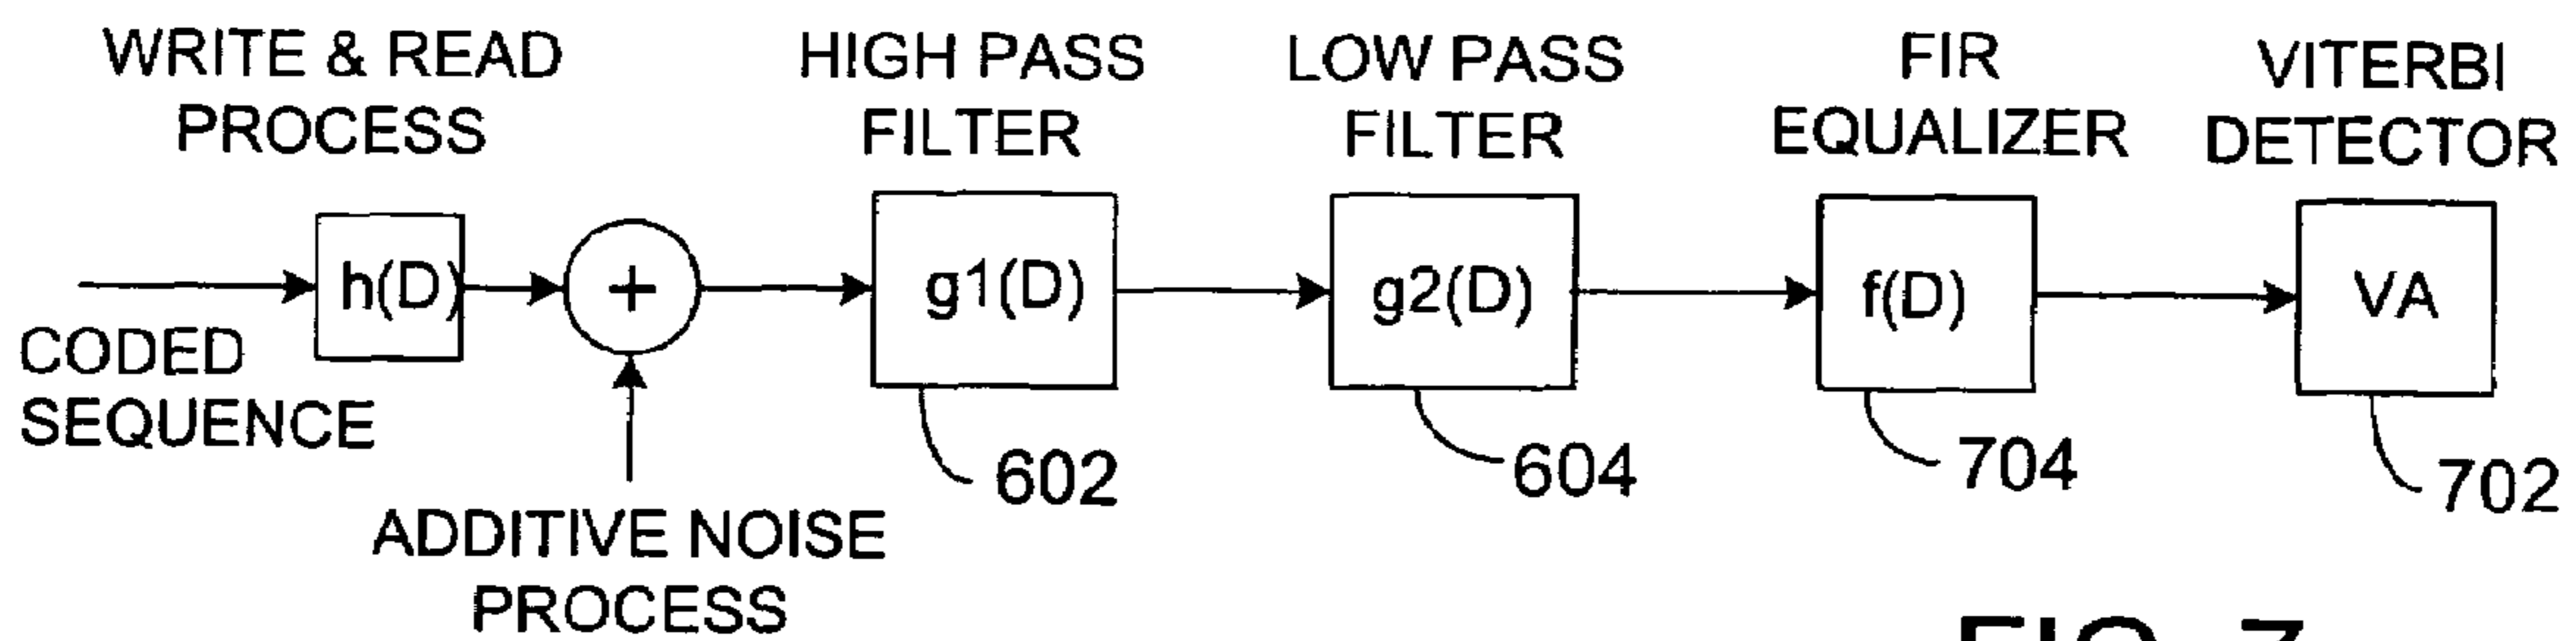 WRITE & READ
PROCESS
HIGH PASS
FILTER
LOW PASS
FILTER
FIR
EQUALIZER
VITERBI
DETECTOR
h(D)
+
g1(D)
g2(D)
f(D)
VA
CODED
SEQUENCE
602
604
704
702
ADDITIVE NOISE
PROCESS